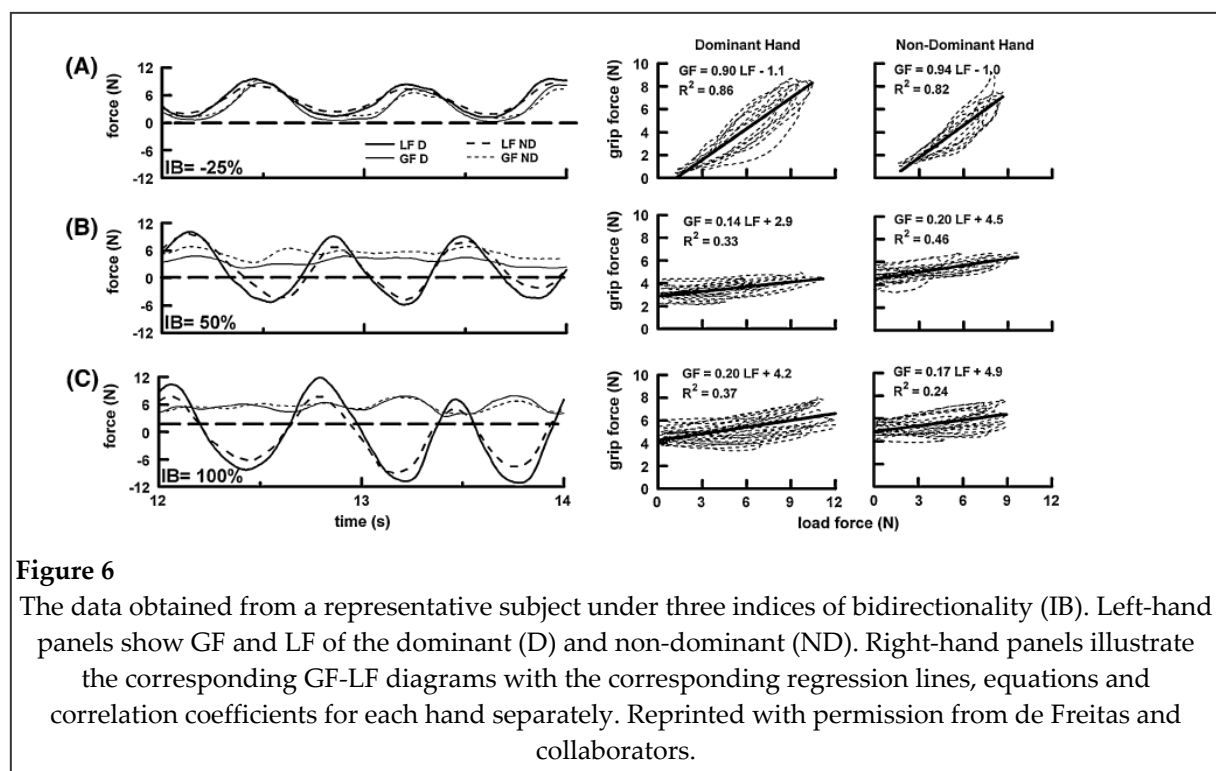 Dominant Hand
Non-Dominant Hand
(A)
force (N)
12
6
0
-6
-12
IB= -25%
LF D
LF ND
GF D
GF ND
grip force (N)
10
8
6
4
2
0
GF = 0.90 LF - 1.1
R² = 0.86
GF = 0.94 LF - 1.0
R² = 0.82
(B)
force (N)
12
6
0
-6
-12
IB= 50%
grip force (N)
10
8
6
4
2
0
GF = 0.14 LF + 2.9
R² = 0.33
GF = 0.20 LF + 4.5
R² = 0.46
(C)
force (N)
12
6
0
-6
-12
IB= 100%
12
13
14
time (s)
grip force (N)
10
8
6
4
2
0
GF = 0.20 LF + 4.2
R² = 0.37
GF = 0.17 LF + 4.9
R² = 0.24
0 3 6 9 12
0 3 6 9 12
load force (N)
Figure 6
The data obtained from a representative subject under three indices of bidirectionality (IB). Left-hand
panels show GF and LF of the dominant (D) and non-dominant (ND). Right-hand panels illustrate
the corresponding GF-LF diagrams with the corresponding regression lines, equations and
correlation coefficients for each hand separately. Reprinted with permission from de Freitas and
collaborators.